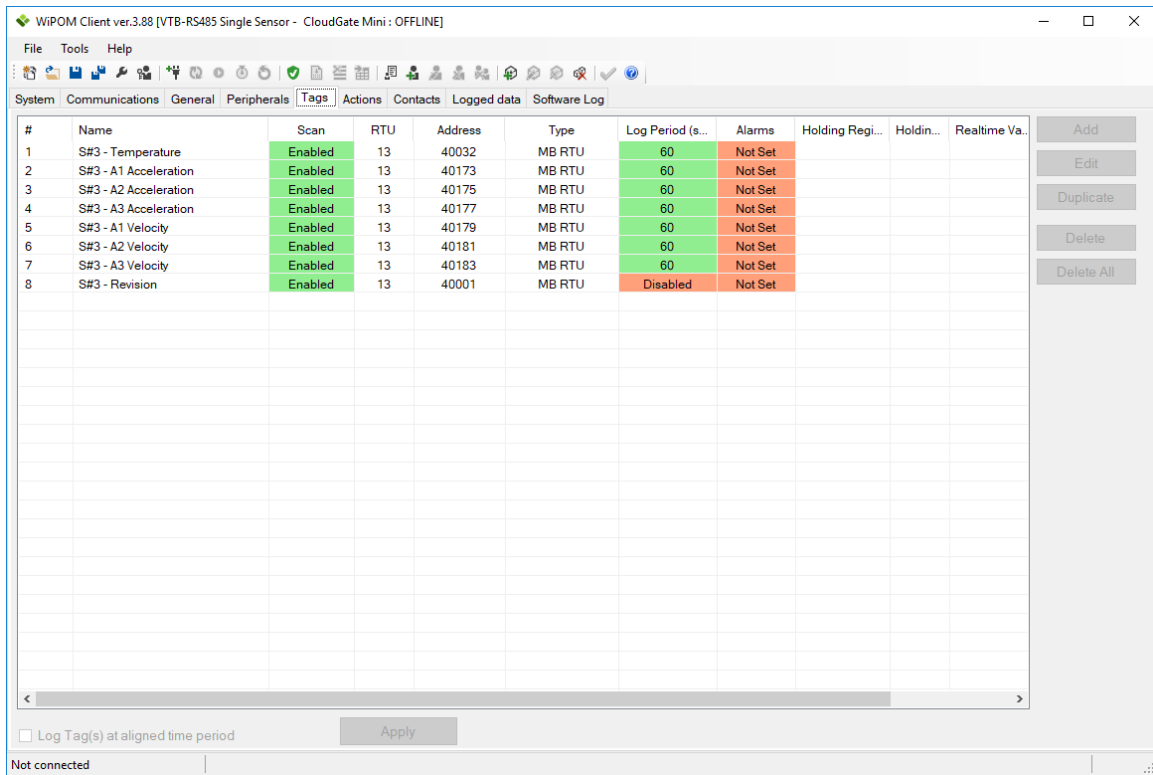 WiPOM Client ver.3.88 [VTB-RS485 Single Sensor - CloudGate Mini : OFFLINE]
File Tools Help
System Communications General Peripherals Tags Actions Contacts Logged data Software Log
# Name Scan RTU Address Type Log Period (s... Alarms Holding Regi... Holdin... Realtime Va..
1 S#3 - Temperature Enabled 13 40032 MB RTU 60 Not Set
2 S#3 - A1 Acceleration Enabled 13 40173 MB RTU 60 Not Set
3 S#3 - A2 Acceleration Enabled 13 40175 MB RTU 60 Not Set
4 S#3 - A3 Acceleration Enabled 13 40177 MB RTU 60 Not Set
5 S#3 - A1 Velocity Enabled 13 40179 MB RTU 60 Not Set
6 S#3 - A2 Velocity Enabled 13 40181 MB RTU 60 Not Set
7 S#3 - A3 Velocity Enabled 13 40183 MB RTU 60 Not Set
8 S#3 - Revision Enabled 13 40001 MB RTU Disabled Not Set
Add
Edit
Duplicate
Delete
Delete All
Log Tag(s) at aligned time period
Apply
Not connected